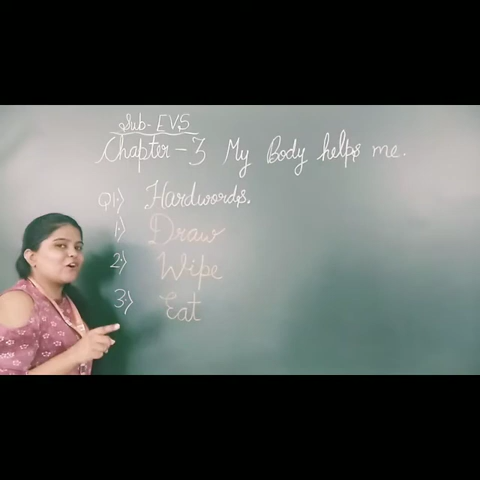 Sub- EVS
Chapter - 3 My Body helps me.
Q1) Hardwords.
1) Draw
2) Wipe
3) Eat